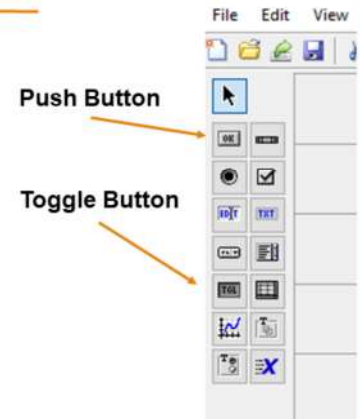 File Edit View
Push Button
OK
Toggle Button
EDIT TXT
TGL
T
T
X